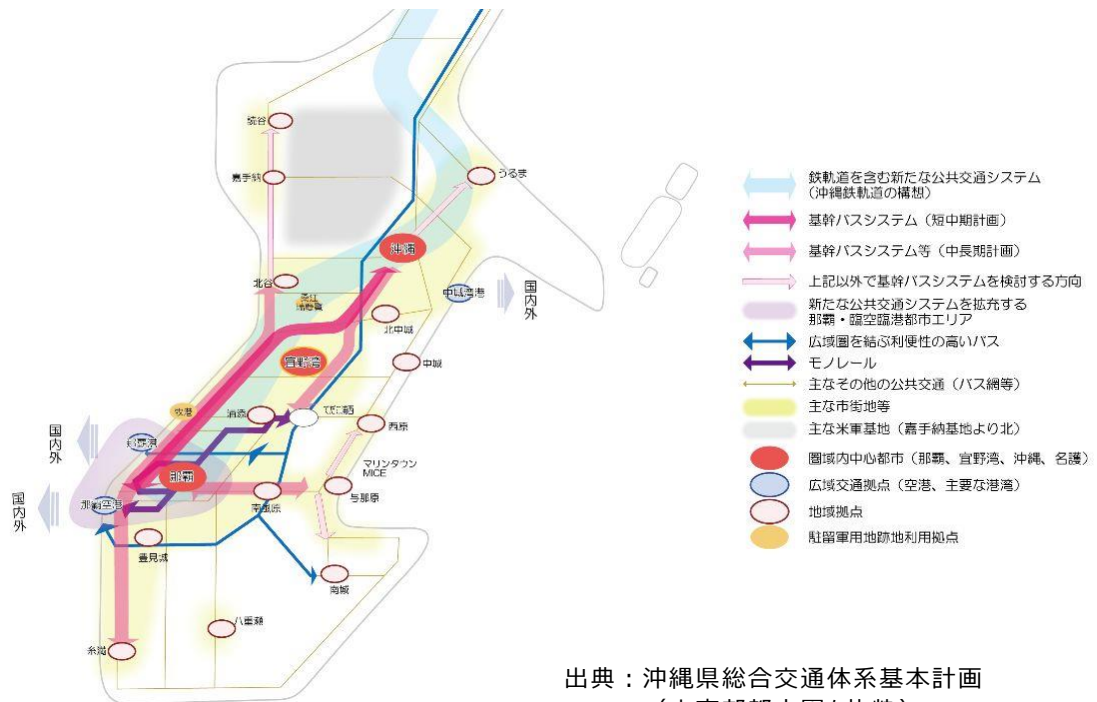 読谷
嘉手納
うるま
沖縄
北谷
中城湾港
国内外
北中城
宜野湾
中城
牧港
浦添
てだこ浦西
西原
国内外
那覇港
マリンタウン
MICE
那覇
国内外
那覇空港
南風原
与那原
豊見城
南城
八重瀬
糸満
鉄軌道を含む新たな公共交通システム
(沖縄鉄軌道の構想)
基幹バスシステム(短中期計画)
基幹バスシステム等(中長期計画)
上記以外で基幹バスシステムを検討する方向
新たな公共交通システムを拡充する
那覇・臨空臨港都市エリア
広域圏を結ぶ利便性の高いバス
モノレール
主なその他の公共交通(バス網等)
主な市街地等
主な米軍基地(嘉手納基地より北)
圏域内中心都市(那覇、宜野湾、沖縄、名護)
広域交通拠点(空港、主要な港湾)
地域拠点
駐留軍用地跡地利用拠点
出典:沖縄県総合交通体系基本計画